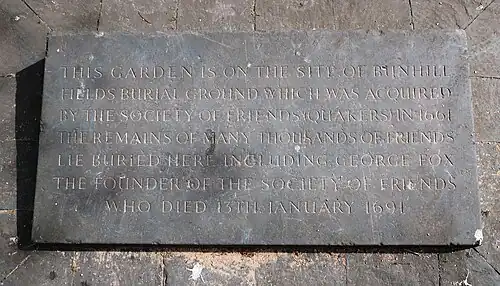 THIS GARDEN IS ON THE SITE OF BUNHILL
FIELDS BURIAL GROUND WHICH WAS ACQUIRED
BY THE SOCIETY OF FRIENDS (QUAKERS) IN 1661
THE REMAINS OF MANY THOUSANDS OF FRIENDS
LIE BURIED HERE INCLUDING GEORGE FOX
THE FOUNDER OF THE SOCIETY OF FRIENDS
WHO DIED 13TH JANUARY 1691